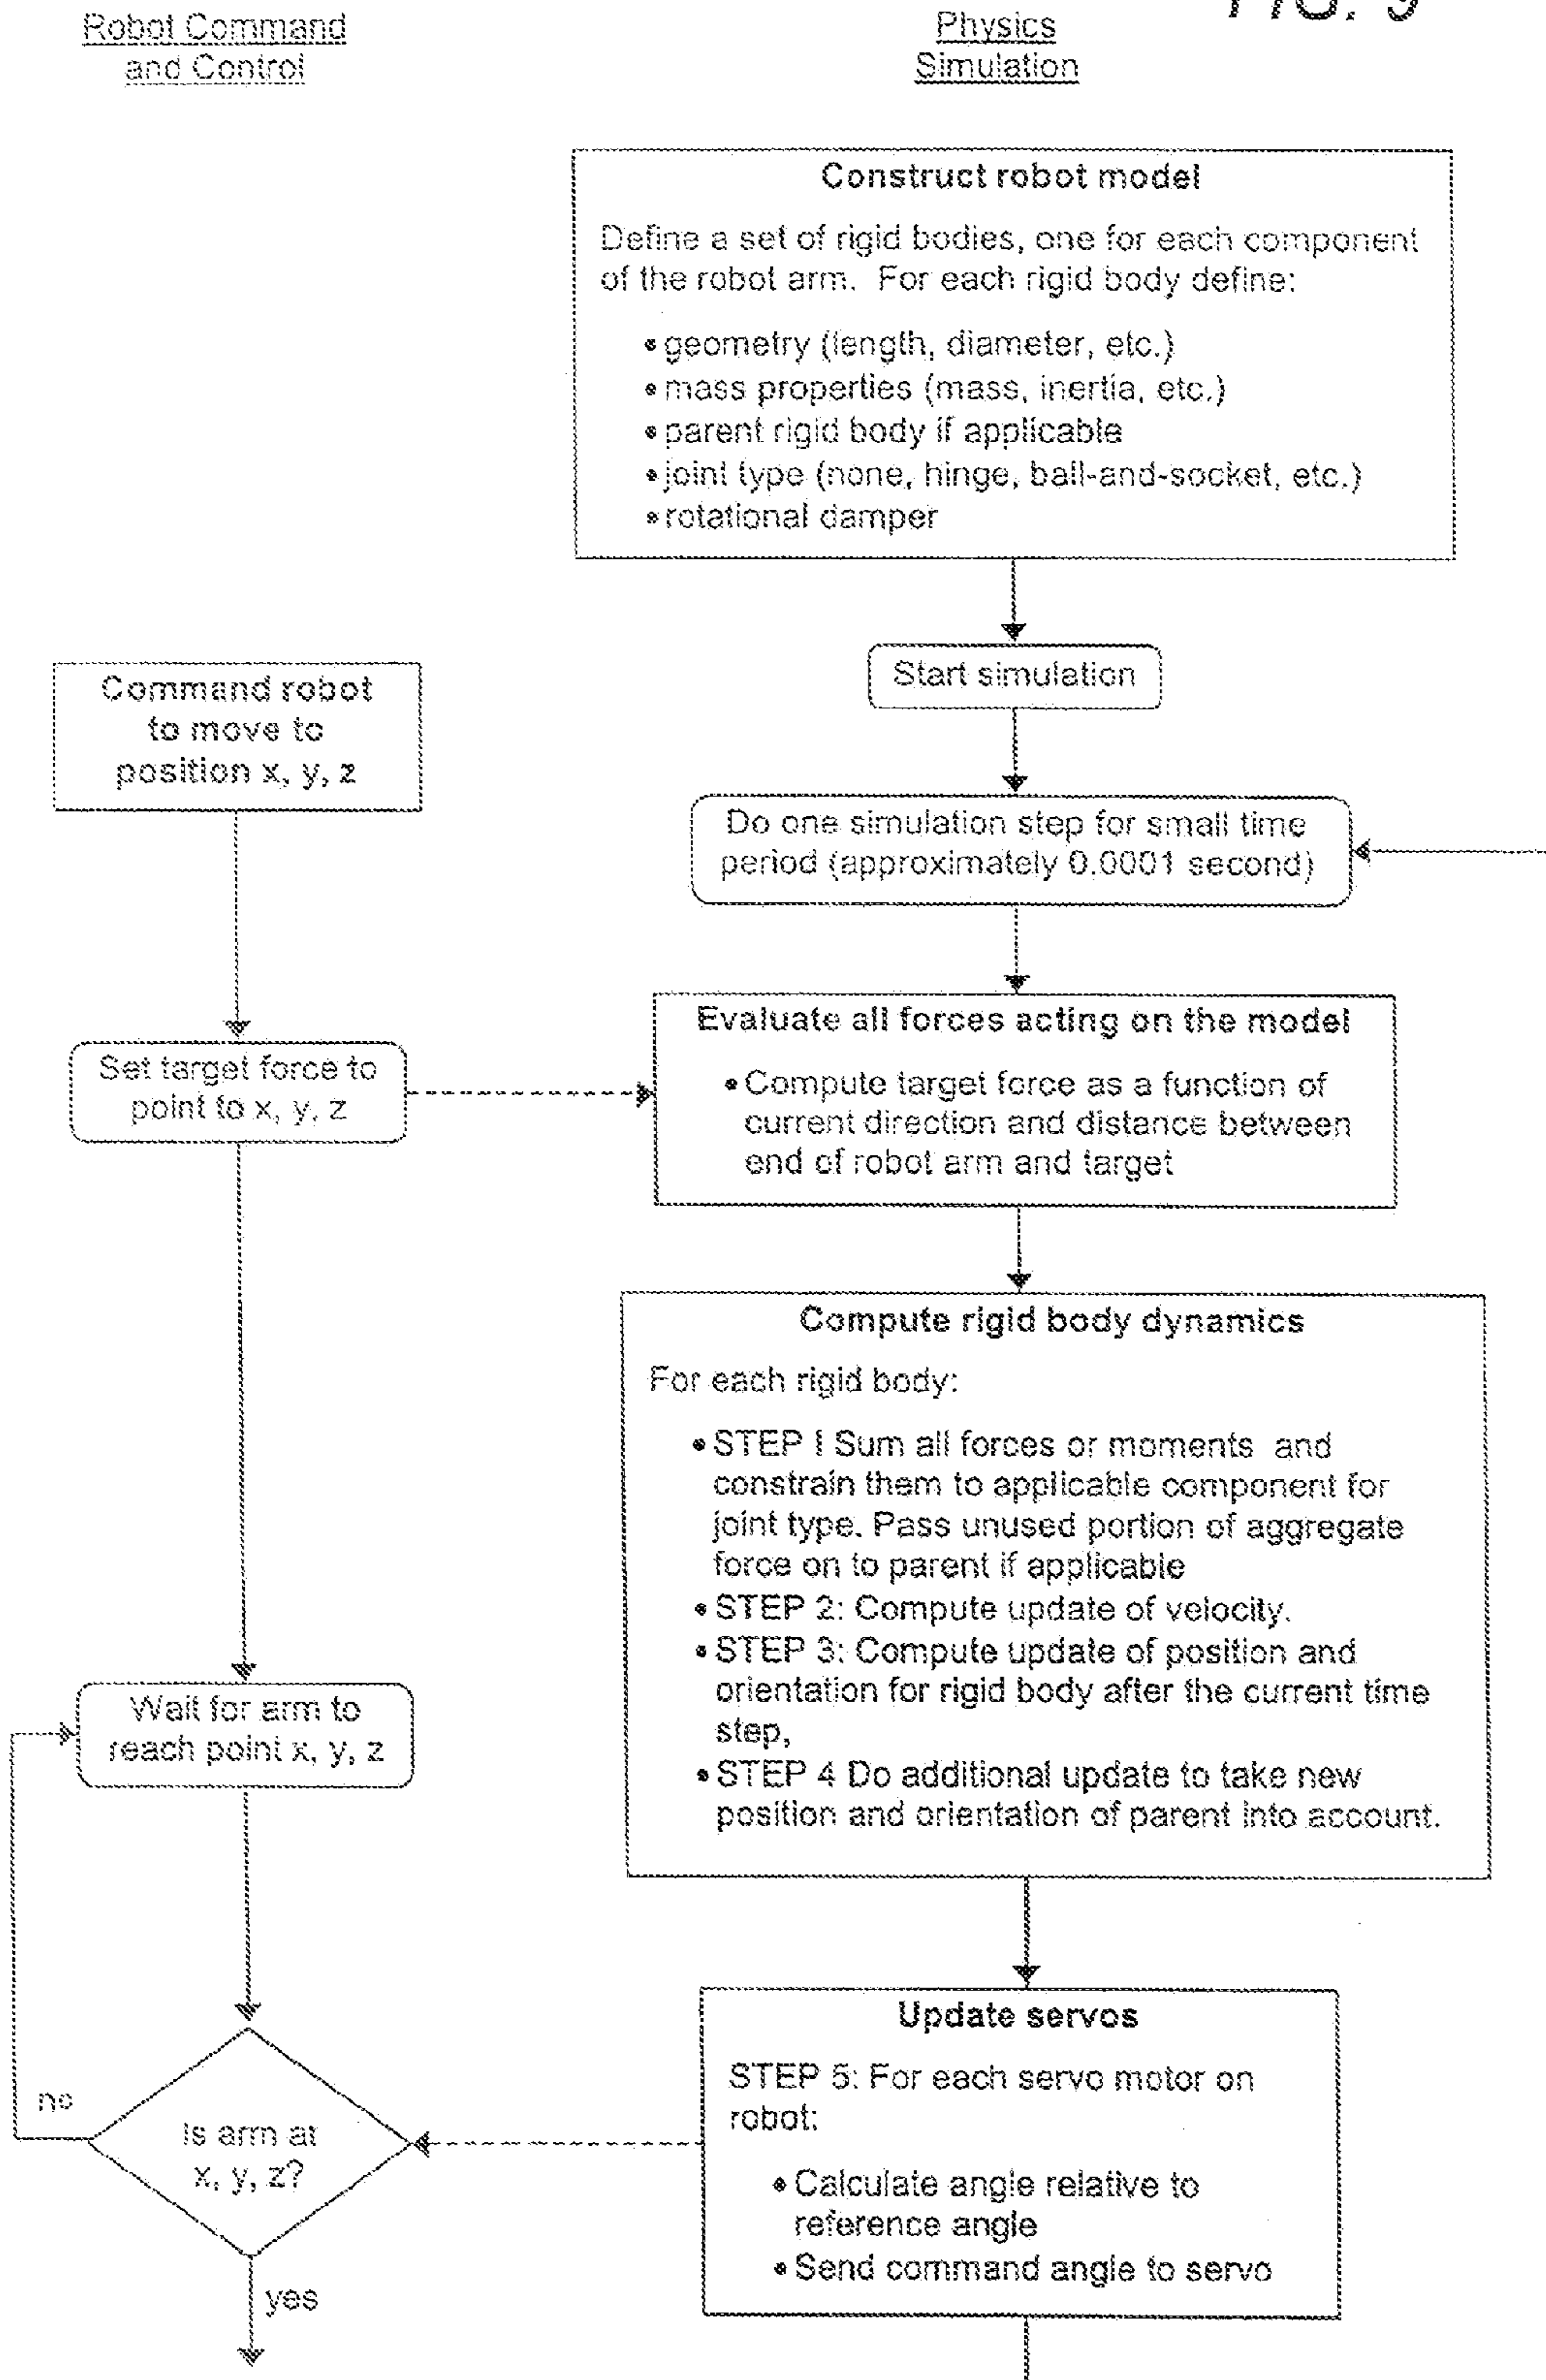 FIG. 9
Robot Command
and Control
Physics
Simulation
Construct robot model
Define a set of rigid bodies, one for each component
of the robot arm. For each rigid body define:
• geometry (length, diameter, etc.)
• mass properties (mass, inertia, etc.)
• parent rigid body if applicable
• joint type (none, hinge, ball-and-socket, etc.)
• rotational damper
Start simulation
Command robot
to move to
position x, y, z
Do one simulation step for small time
period (approximately 0.0001 second)
Evaluate all forces acting on the model
• Compute target force as a function of
current direction and distance between
end of robot arm and target
Set target force to
point to x, y, z
Compute rigid body dynamics
For each rigid body:
• STEP I Sum all forces or moments and
constrain them to applicable component for
joint type. Pass unused portion of aggregate
force on to parent if applicable
• STEP 2: Compute update of velocity.
• STEP 3: Compute update of position and
orientation for rigid body after the current time
step,
• STEP 4 Do additional update to take new
position and orientation of parent into account.
Wait for arm to
reach point x, y, z
Update servos
STEP 5: For each servo motor on
robot:
• Calculate angle relative to
reference angle
• Send command angle to servo
no
Is arm at
x, y, z?
yes